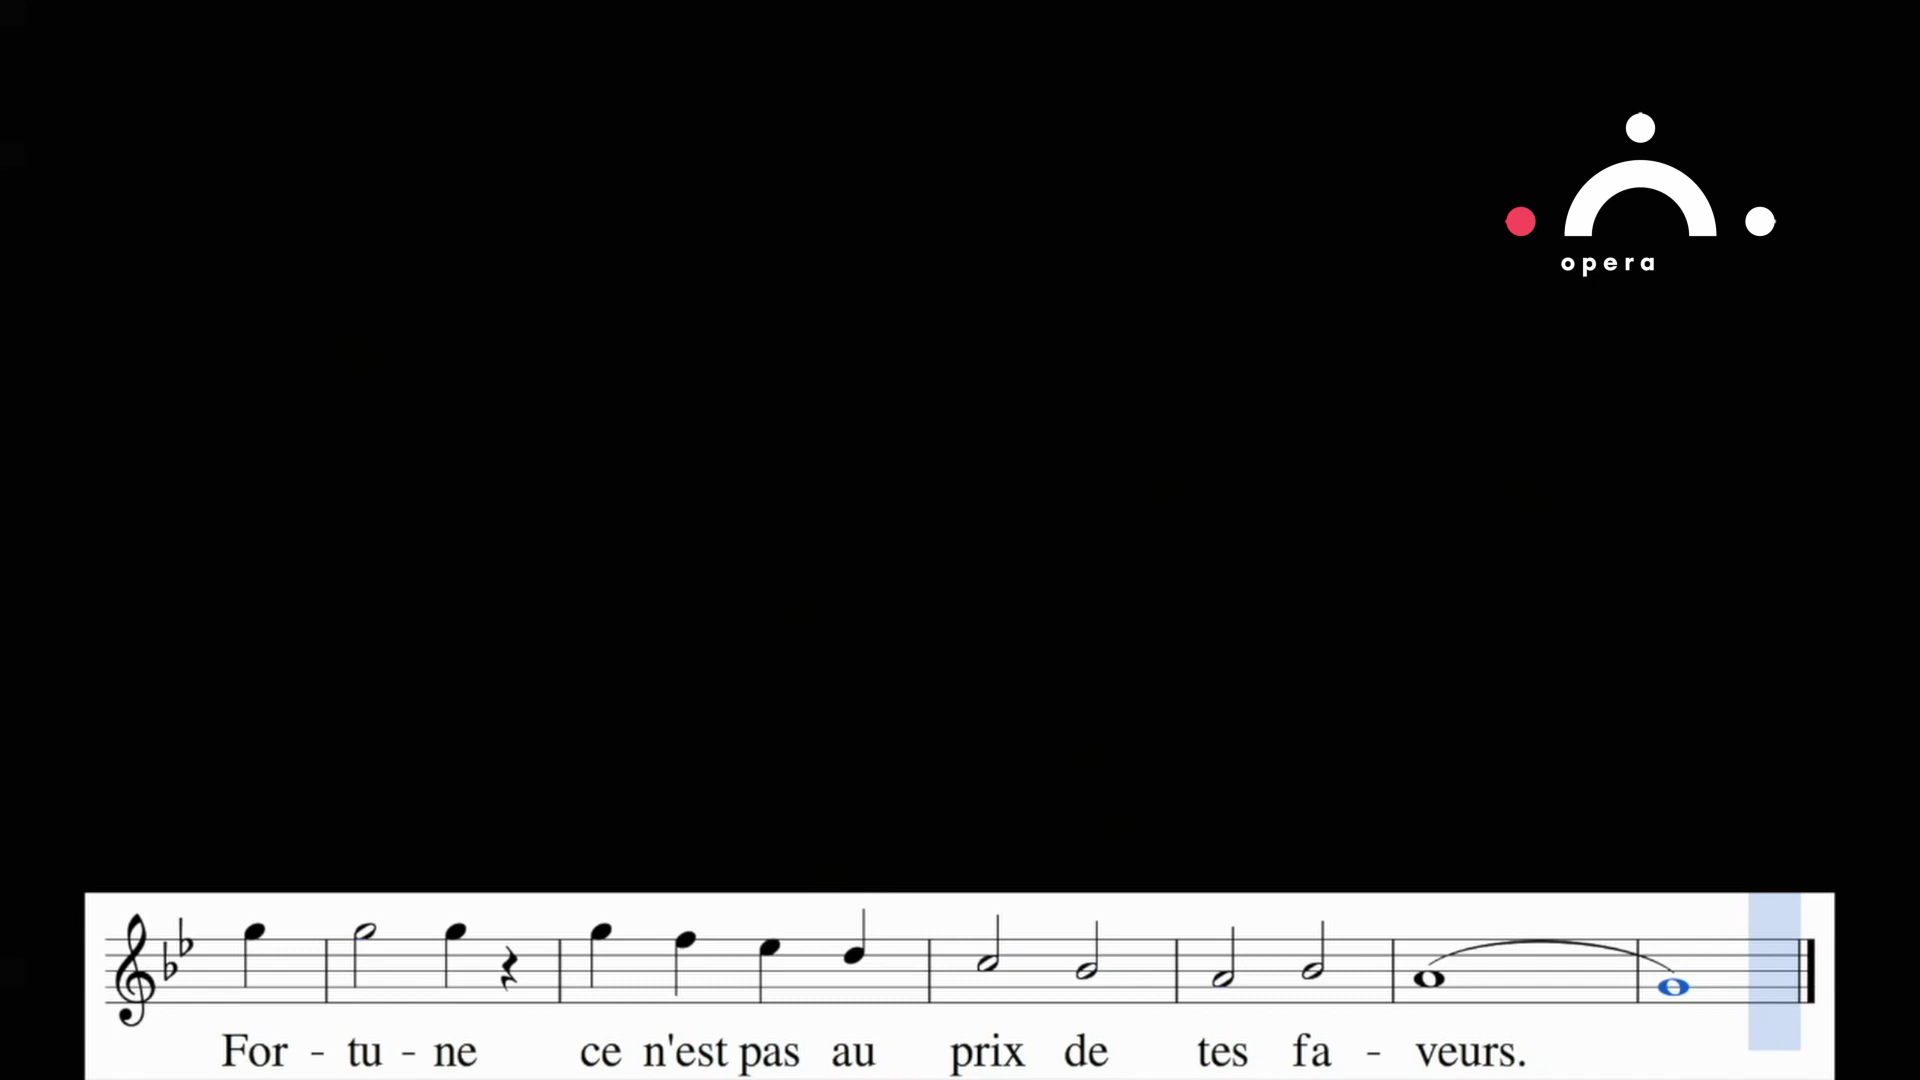 opera
For - tu - ne ce n'est pas au prix de tes fa - veurs.